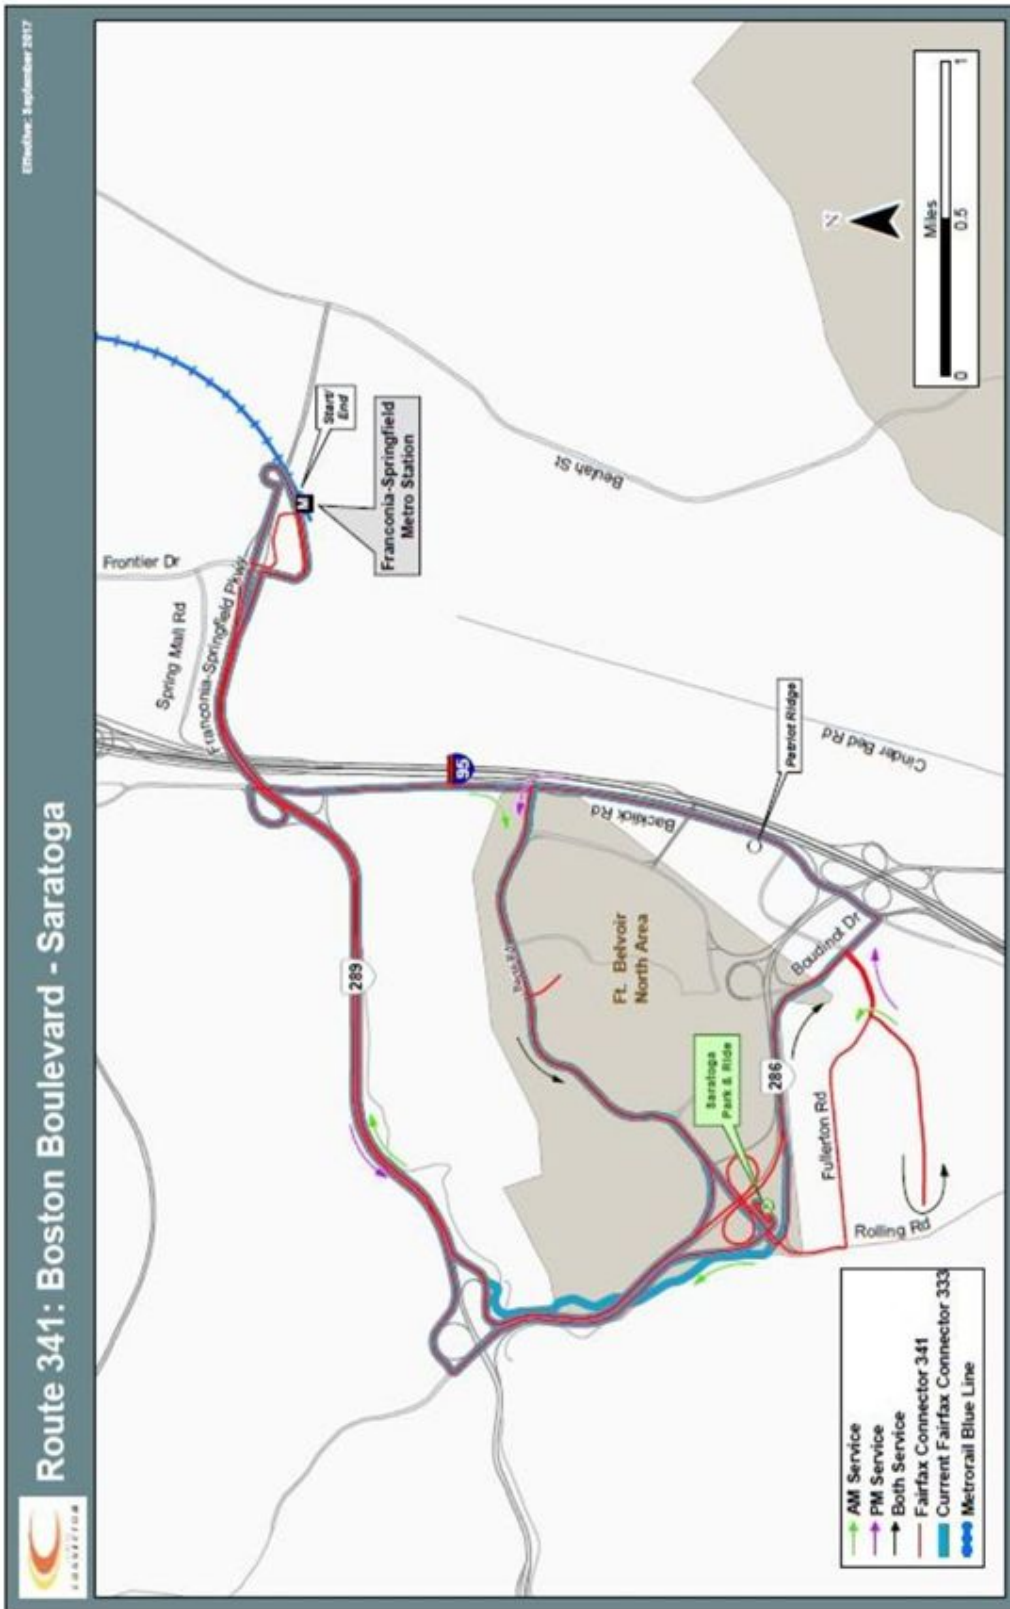 Route 341: Boston Boulevard - Saratoga
Effective: September 2017
CONNECTOR
Frontier Dr
Spring Mall Rd
Franconia-Springfield Pkwy
Start/
End
Franconia-Springfield
Metro Station
Beulah St
289
95
Backlick Rd
Ft. Belvoir
North Area
Patriot Ridge
Cinder Bed Rd
Saratoga
Park & Ride
Boudinot Dr
286
Fullerton Rd
Rolling Rd
AM Service
PM Service
Both Service
Fairfax Connector 341
Current Fairfax Connector 333
Metrorail Blue Line
N
Miles
0
0.5
1
M